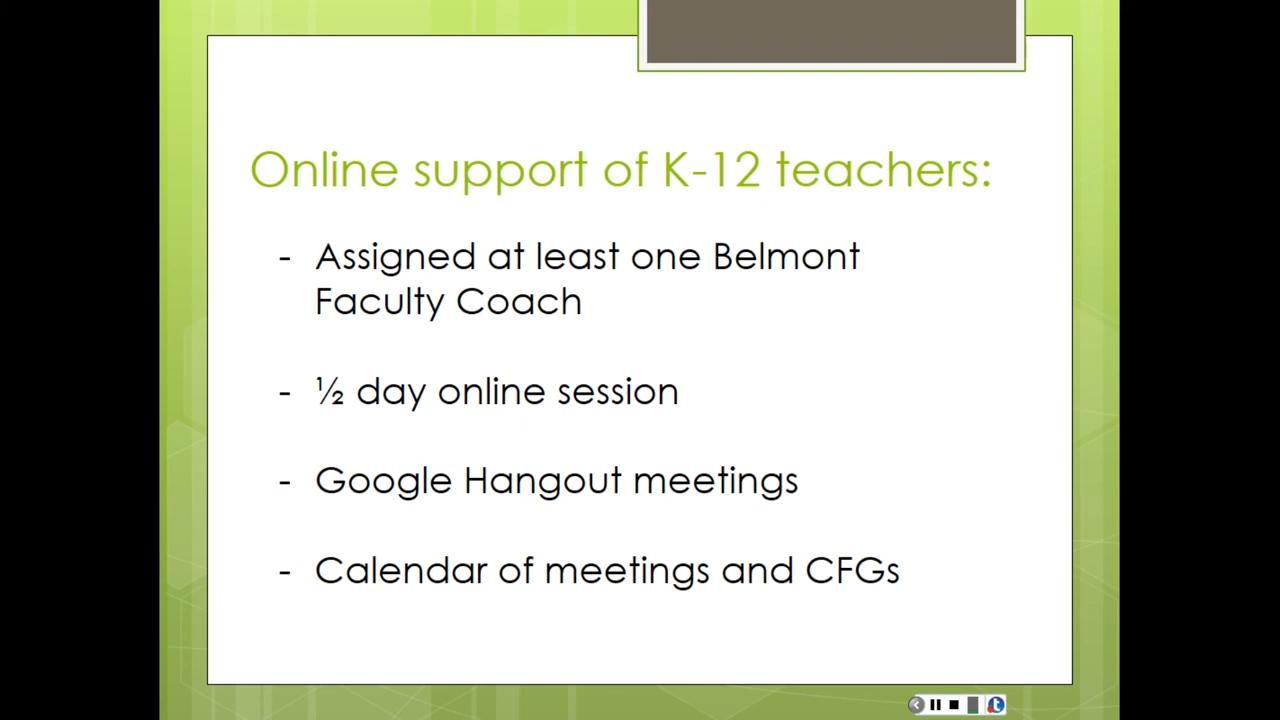 Online support of K-12 teachers:
- Assigned at least one Belmont
Faculty Coach
- ½ day online session
- Google Hangout meetings
- Calendar of meetings and CFGs